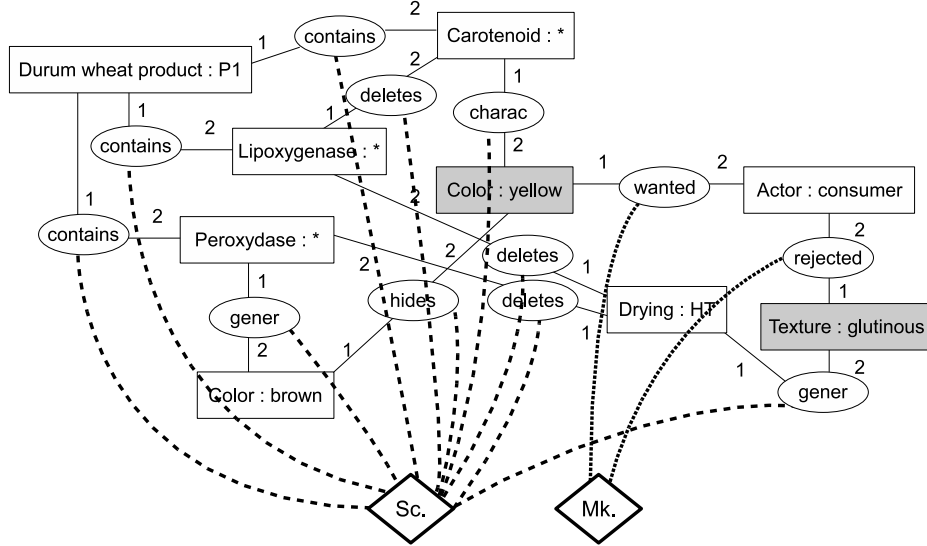 2
contains
Carotenoid : *
1
Durum wheat product : P1
2
1
deletes
1
charac
1
1
2
2
contains
Lipoxygenase : *
1
2
Color : yellow
wanted
Actor : consumer
1
2
contains
Peroxydase : *
2
2
deletes
rejected
2
2
1
1
hides
deletes
gener
Drying : HT
1
Texture : glutinous
1
2
1
1
2
Color : brown
gener
Sc.
Mk.